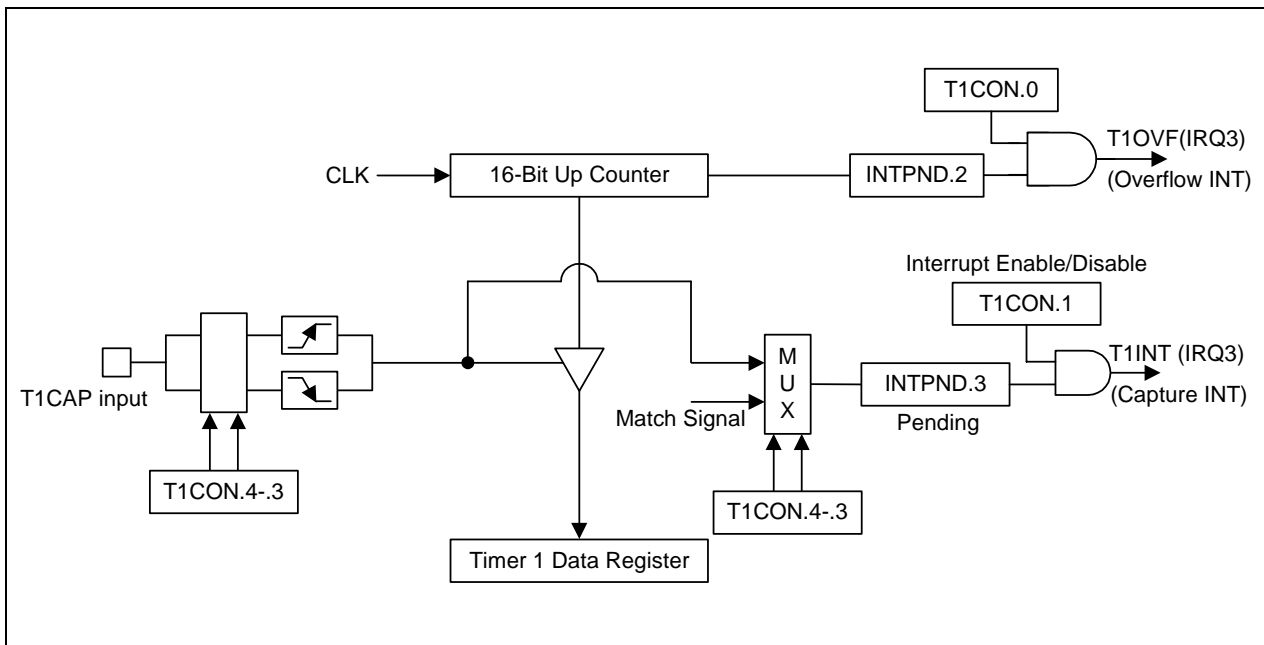 T1CON.0
T1OVF(IRQ3)
(Overflow INT)
CLK
16-Bit Up Counter
INTPND.2
Interrupt Enable/Disable
T1CON.1
T1INT (IRQ3)
(Capture INT)
T1CAP input
M
U
X
INTPND.3
Pending
Match Signal
T1CON.4-.3
T1CON.4-.3
Timer 1 Data Register